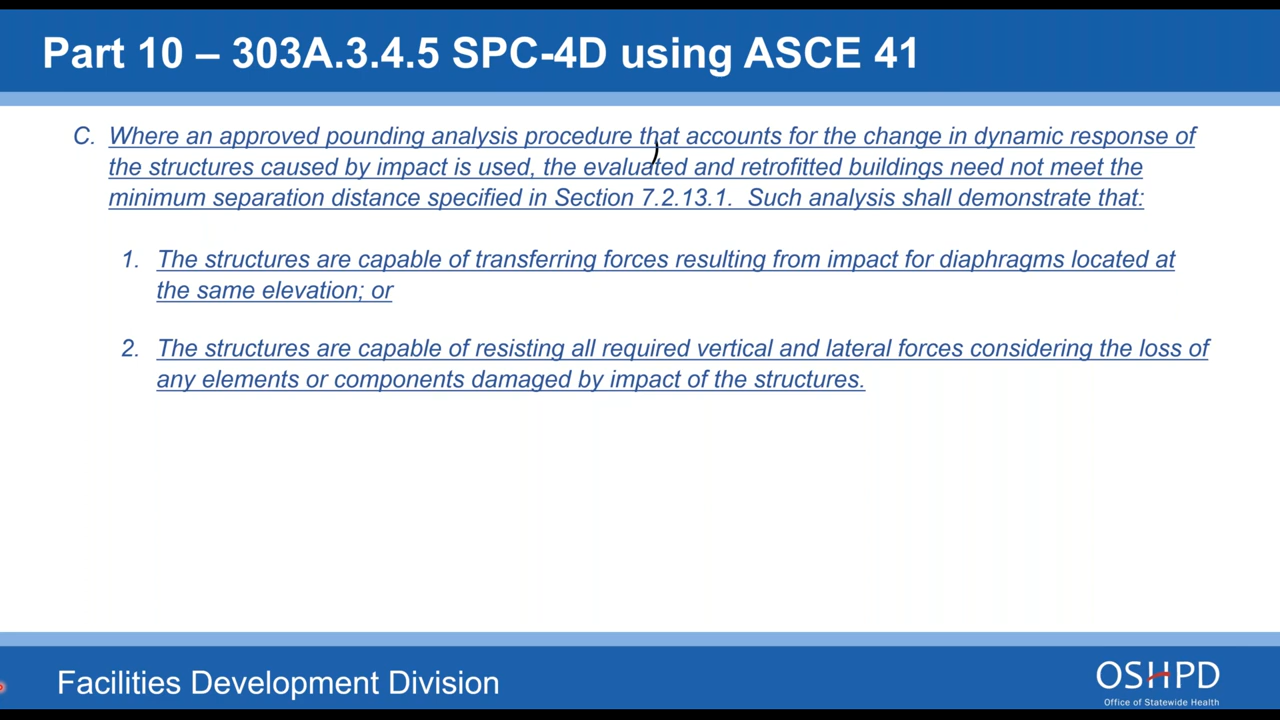 Part 10 – 303A.3.4.5 SPC-4D using ASCE 41
C. Where an approved pounding analysis procedure that accounts for the change in dynamic response of
the structures caused by impact is used, the evaluated and retrofitted buildings need not meet the
minimum separation distance specified in Section 7.2.13.1. Such analysis shall demonstrate that:
1. The structures are capable of transferring forces resulting from impact for diaphragms located at
the same elevation; or
2. The structures are capable of resisting all required vertical and lateral forces considering the loss of
any elements or components damaged by impact of the structures.
Facilities Development Division
OSHPD
Office of Statewide Health